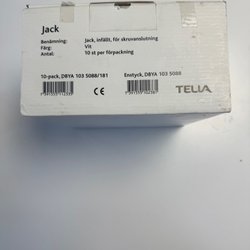 Jack
Benämning: Jack, infällt, för skruvanslutning
Färg: Vit
Antal: 10 st per förpackning
10-pack, DBYA 103 5088/181 Enstyck, DBYA 103 5088
CE TELIA